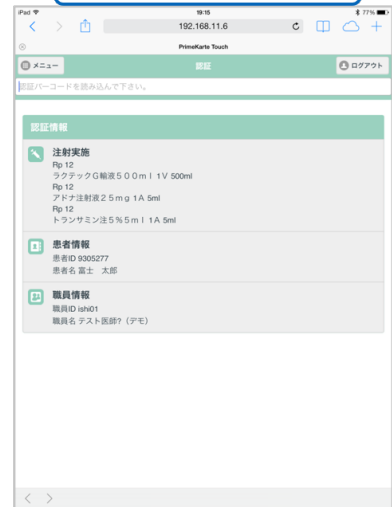 iPad 19:15 77%
192.168.11.6
PrimeKarte Touch
メニュー 認証 ログアウト
認証バーコードを読み込んで下さい。
認証情報
注射実施
Rp 12
ラクテックG輸液500ml 1V 500ml
Rp 12
アドナ注射液25mg 1A 5ml
Rp 12
トランサミン注5%5ml 1A 5ml
患者情報
患者ID 9305277
患者名 富士 太郎
職員情報
職員ID ishi01
職員名 テスト医師?(デモ)